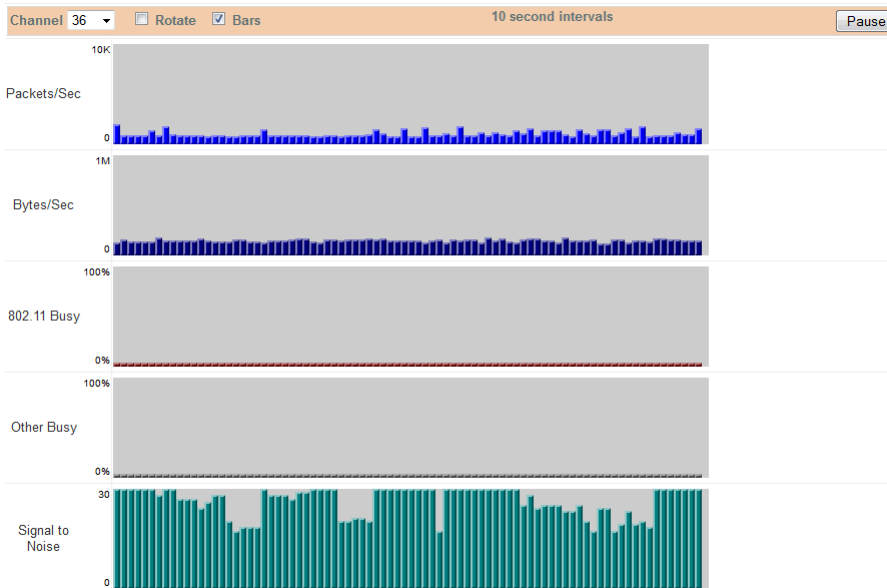 Channel 36 Rotate Bars 10 second intervals Pause
10K
Packets/Sec
0
1M
Bytes/Sec
0
100%
802.11 Busy
0%
100%
Other Busy
0%
30
Signal to
Noise
0